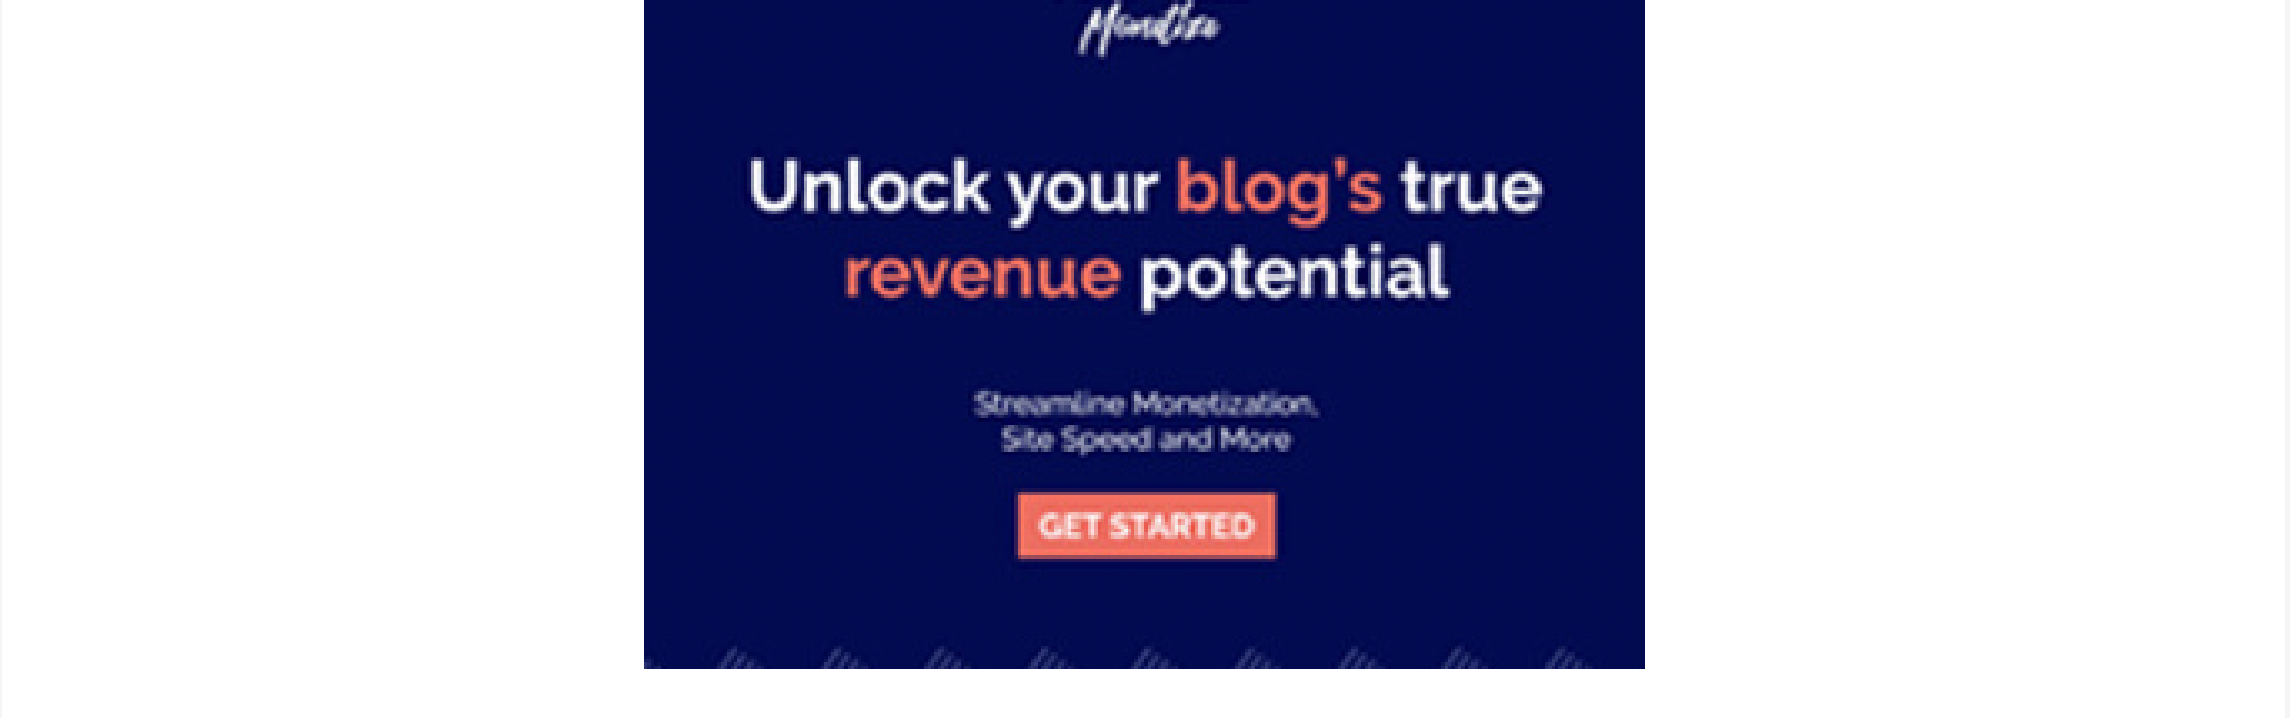 Unlock your blog's true
revenue potential
Streamline Monetization,
Site Speed and More
GET STARTED